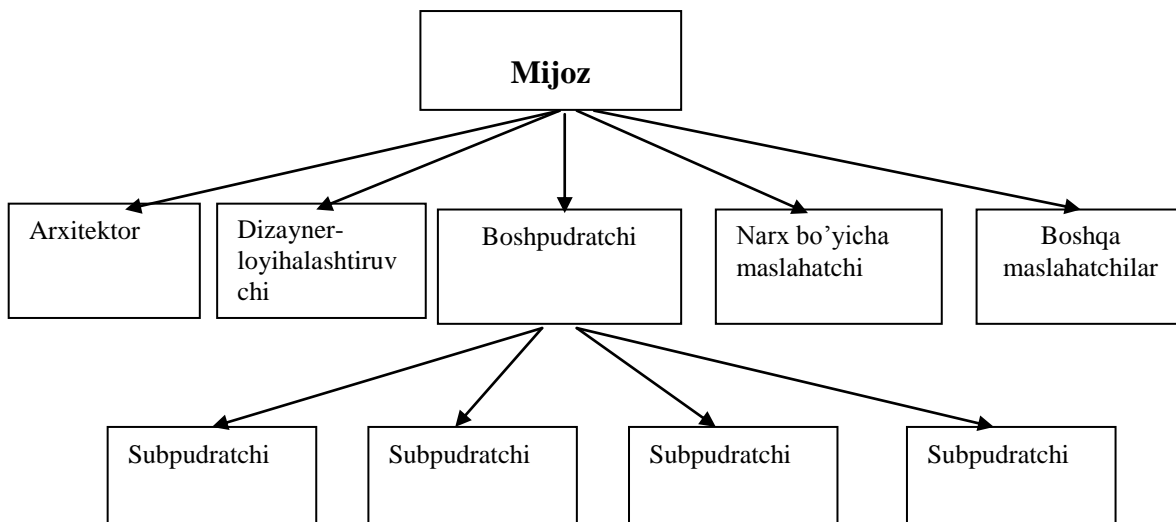 Mijoz
Arxitektor
Dizayner-
loyihalashtiruv
chi
Boshpudratchi
Narx bo’yicha
maslahatchi
Boshqa
maslahatchilar
Subpudratchi
Subpudratchi
Subpudratchi
Subpudratchi